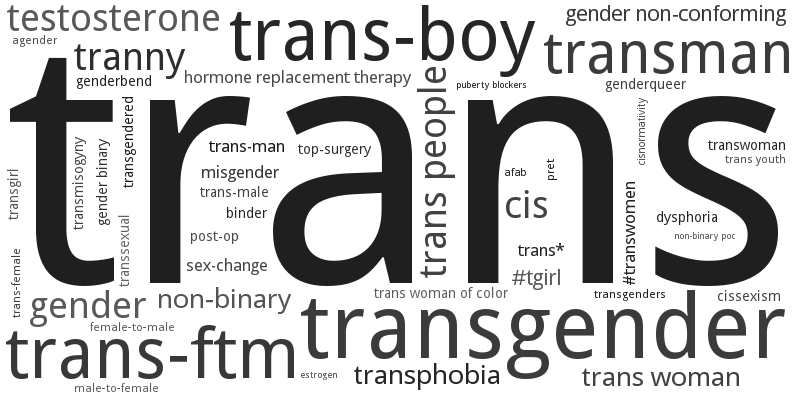 testosterone
trans-boy
gender non-conforming
agender
tranny
transman
genderbend
hormone replacement therapy
puberty blockers
genderqueer
trans
trans people
transgendered
cisnormativity
trans-man
top-surgery
transwoman
gender binary
transmisogyny
misgender
trans youth
transgirl
trans-male
afab
pret
binder
cis
dysphoria
#transwomen
transsexual
post-op
non-binary poc
trans*
trans-female
sex-change
#tgirl
gender
non-binary
trans woman of color
transgenders
cissexism
transgender
female-to-male
trans-ftm
estrogen
transphobia
trans woman
male-to-female